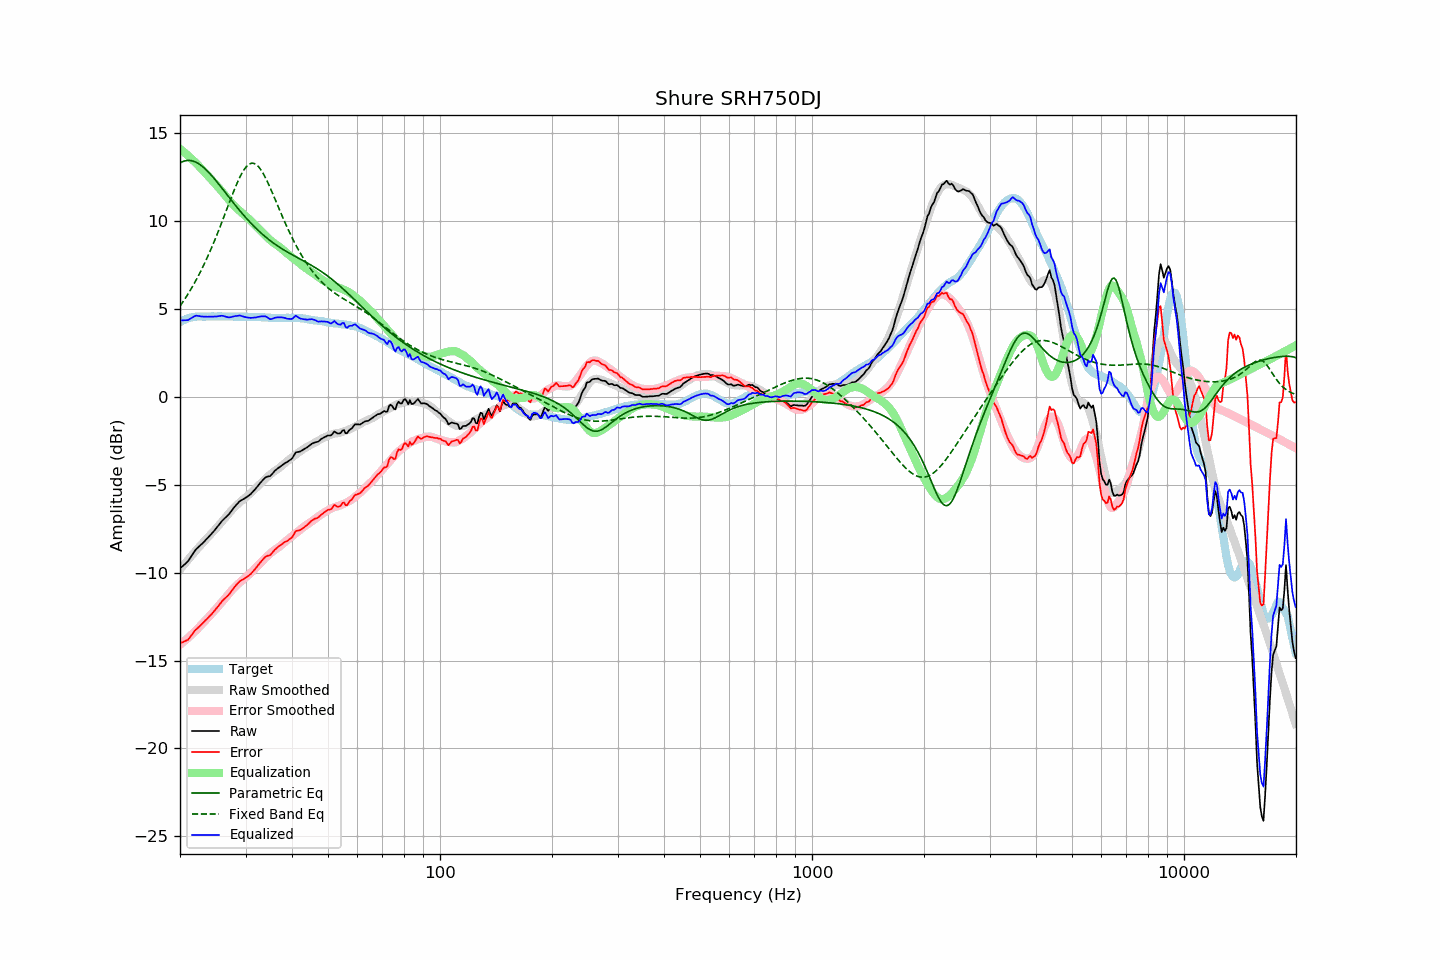 Shure SRH750DJ
15
10
5
0
−5
−10
−15
−20
−25
Amplitude (dBr)
Target
Raw Smoothed
Error Smoothed
Raw
Error
Equalization
Parametric Eq
Fixed Band Eq
Equalized
100
1000
10000
Frequency (Hz)